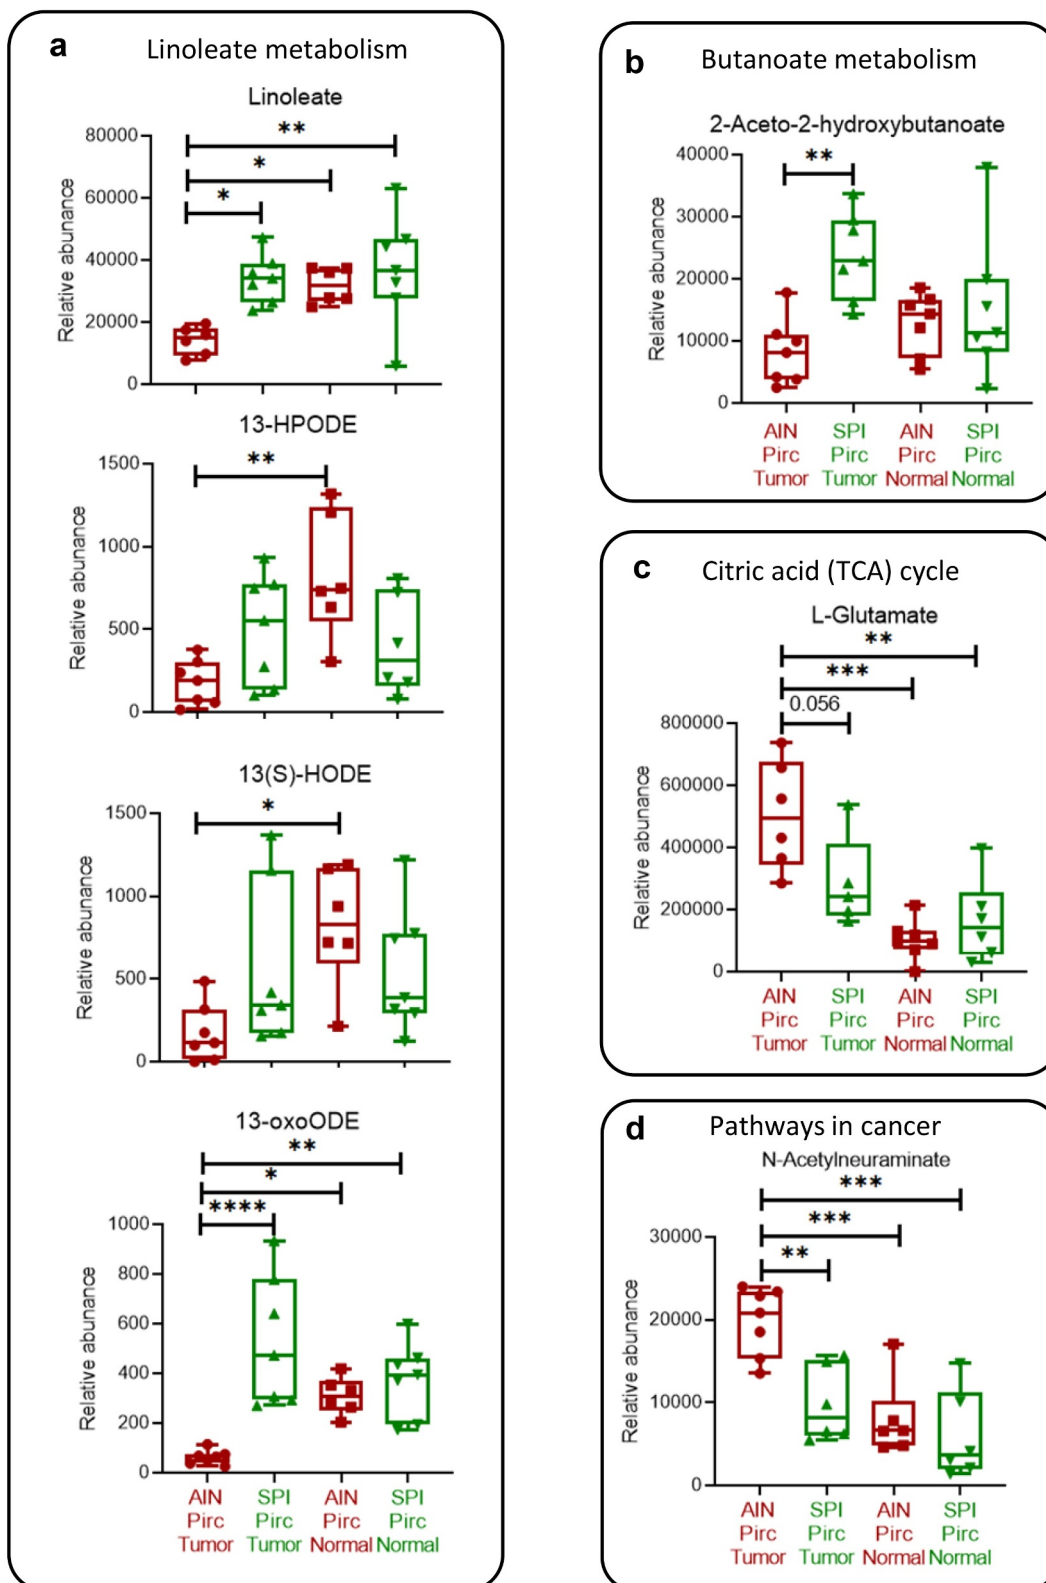 a
Linoleate metabolism
Linoleate
**
*
*
80000
60000
40000
20000
0
Relative abunance
13-HPODE
**
1500
1000
500
0
Relative abunance
13(S)-HODE
*
1500
1000
500
0
Relative abunance
13-oxoODE
**
*
****
1000
800
600
400
200
0
Relative abunance
AIN SPI AIN SPI
Pirc Pirc Pirc Pirc
Tumor Tumor Normal Normal
b
Butanoate metabolism
2-Aceto-2-hydroxybutanoate
**
40000
30000
20000
10000
0
Relative abunance
AIN SPI AIN SPI
Pirc Pirc Pirc Pirc
Tumor Tumor Normal Normal
c
Citric acid (TCA) cycle
L-Glutamate
**
***
0.056
800000
600000
400000
200000
0
Relative abunance
AIN SPI AIN SPI
Pirc Pirc Pirc Pirc
Tumor Tumor Normal Normal
d
Pathways in cancer
N-Acetylneuraminate
***
***
**
30000
20000
10000
0
Relative abunance
AIN SPI AIN SPI
Pirc Pirc Pirc Pirc
Tumor Tumor Normal Normal